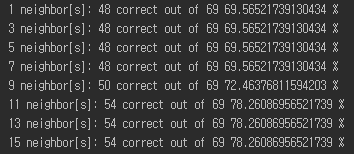 1 neighbor[s]: 48 correct out of 69 69.56521739130434 %
3 neighbor[s]: 48 correct out of 69 69.56521739130434 %
5 neighbor[s]: 48 correct out of 69 69.56521739130434 %
7 neighbor[s]: 48 correct out of 69 69.56521739130434 %
9 neighbor[s]: 50 correct out of 69 72.46376811594203 %
11 neighbor[s]: 54 correct out of 69 78.26086956521739 %
13 neighbor[s]: 54 correct out of 69 78.26086956521739 %
15 neighbor[s]: 54 correct out of 69 78.26086956521739 %